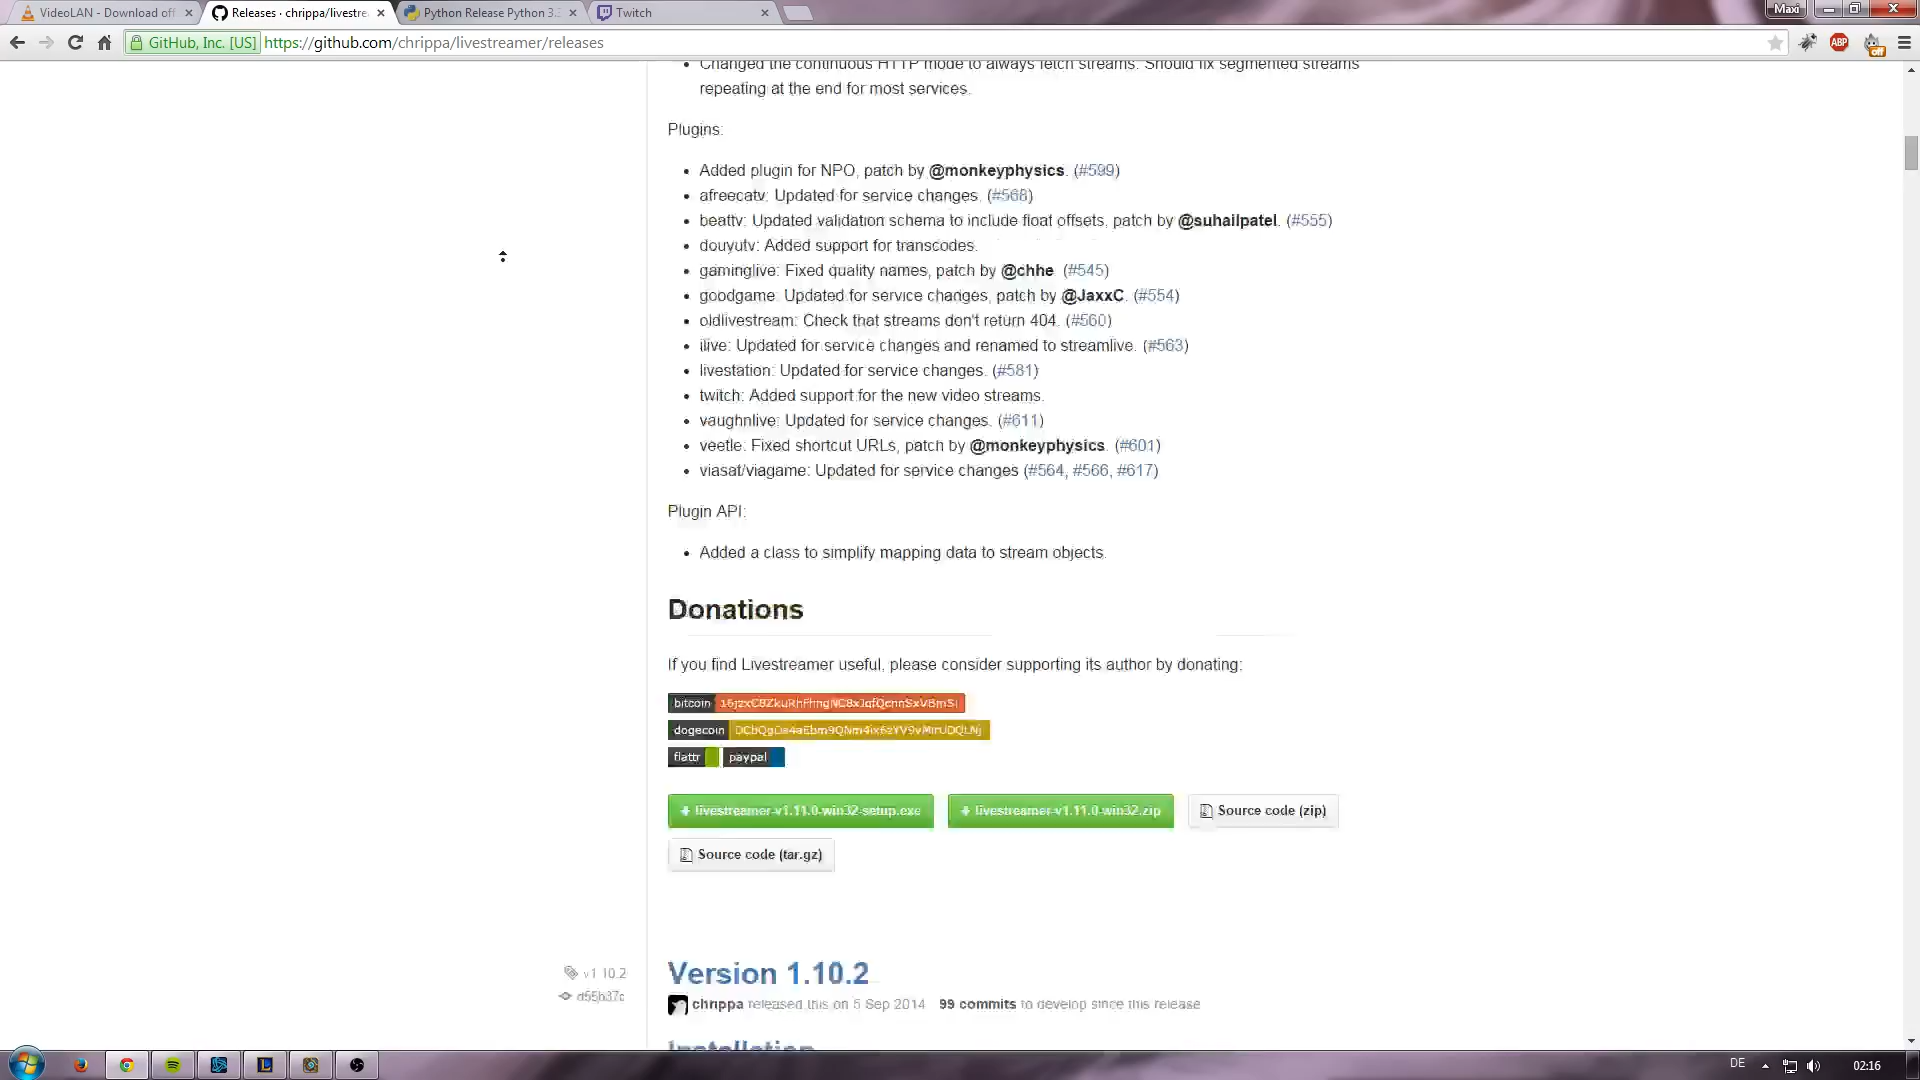 VideoLAN - Download off
Releases · chrippa/livestre
Python Release Python 3.
Twitch
Maxi
GitHub, Inc. [US]
https://github.com/chrippa/livestreamer/releases
ABP
off
Changed the continuous HTTP mode to always fetch streams. Should fix segmented streams
repeating at the end for most services.
Plugins:
Added plugin for NPO, patch by @monkeyphysics. (#599)
afreecatv: Updated for service changes. (#568)
beattv: Updated validation schema to include float offsets, patch by @suhailpatel. (#555)
douyutv: Added support for transcodes.
gaminglive: Fixed quality names, patch by @chhe. (#545)
goodgame: Updated for service changes, patch by @JaxxC. (#554)
oldlivestream: Check that streams don't return 404. (#560)
ilive: Updated for service changes and renamed to streamlive. (#563)
livestation: Updated for service changes. (#581)
twitch: Added support for the new video streams.
vaughnlive: Updated for service changes. (#611)
veetle: Fixed shortcut URLs, patch by @monkeyphysics. (#601)
viasat/viagame: Updated for service changes (#564, #566, #617)
Plugin API:
Added a class to simplify mapping data to stream objects.
Donations
If you find Livestreamer useful, please consider supporting its author by donating:
bitcoin
dogecoin
flattr paypal
livestreamer-v1.11.0-win32-setup.exe
livestreamer-v1.11.0-win32.zip
Source code (zip)
Source code (tar.gz)
v1.10.2
d55b37c
Version 1.10.2
chrippa released this on 5 Sep 2014 99 commits to develop since this release
Installation
DE
02:16